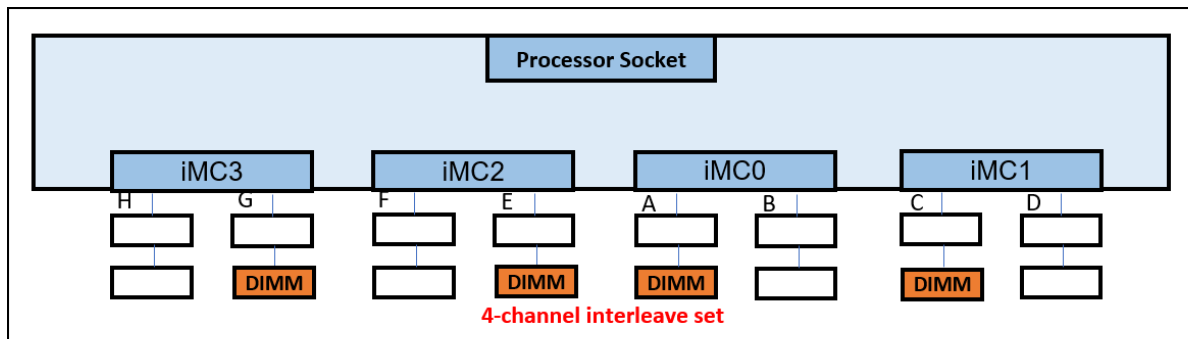 Processor Socket
iMC3 iMC2 iMC0 iMC1
H G F E A B C D
DIMM DIMM DIMM DIMM
4-channel interleave set